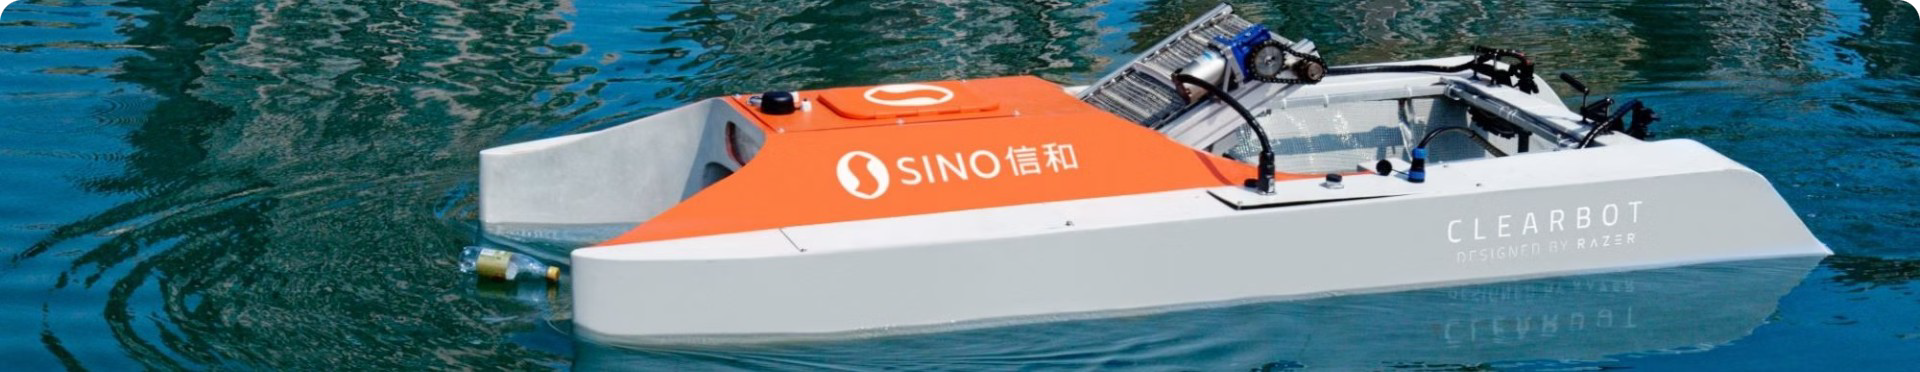 SINO信和
CLEARBOT
DESIGNED BY RAZER